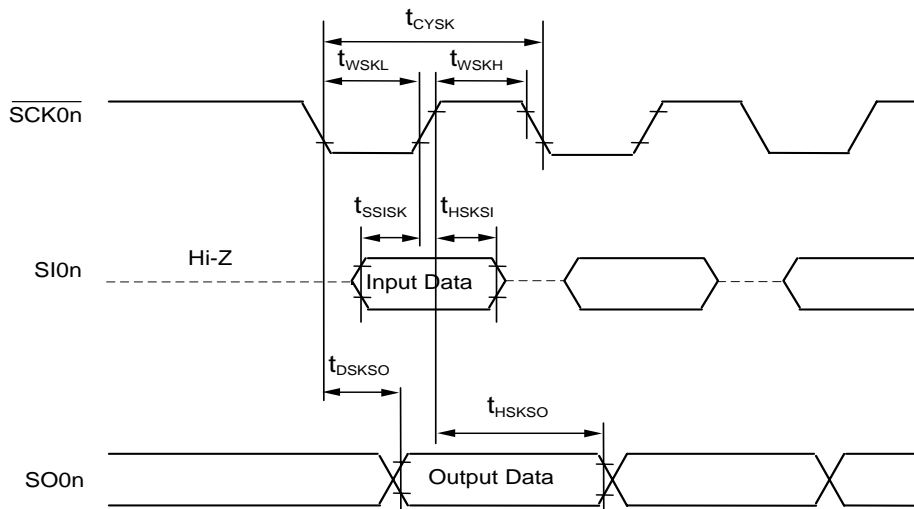 tCYSK
tWSKL tWSKH
SCK0n
tSSISK tHSKSI
SI0n Hi-Z Input Data
tDSKSO
tHSKSO
SO0n Output Data